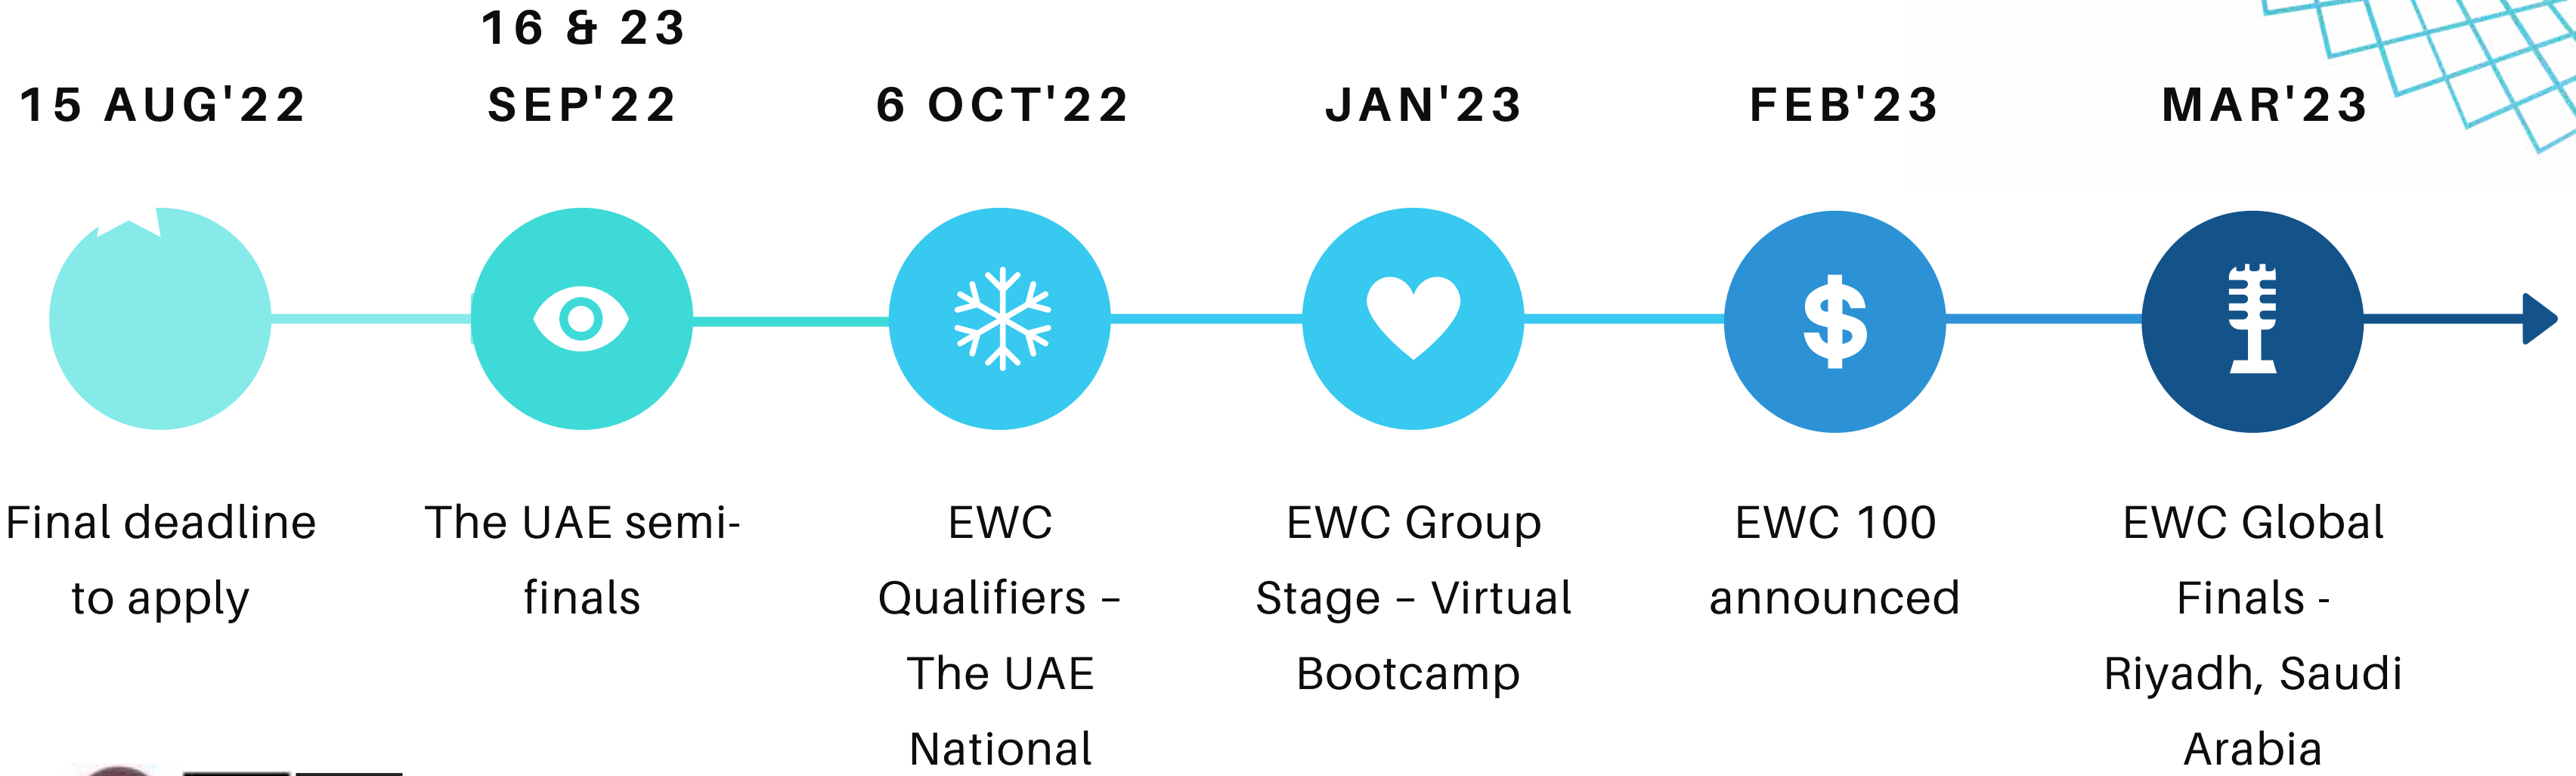 15 AUG'22
16 & 23
SEP'22
6 OCT'22
JAN'23
FEB'23
MAR'23
$
Final deadline
to apply
The UAE semi-
finals
EWC
Qualifiers –
The UAE
National
EWC Group
Stage – Virtual
Bootcamp
EWC 100
announced
EWC Global
Finals -
Riyadh, Saudi
Arabia